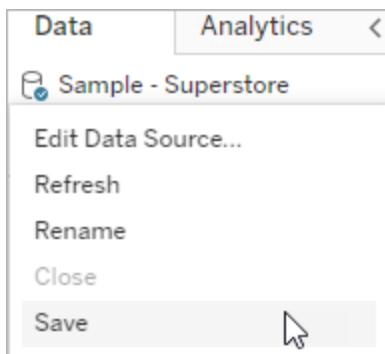 Data Analytics
Sample - Superstore
Edit Data Source...
Refresh
Rename
Close
Save